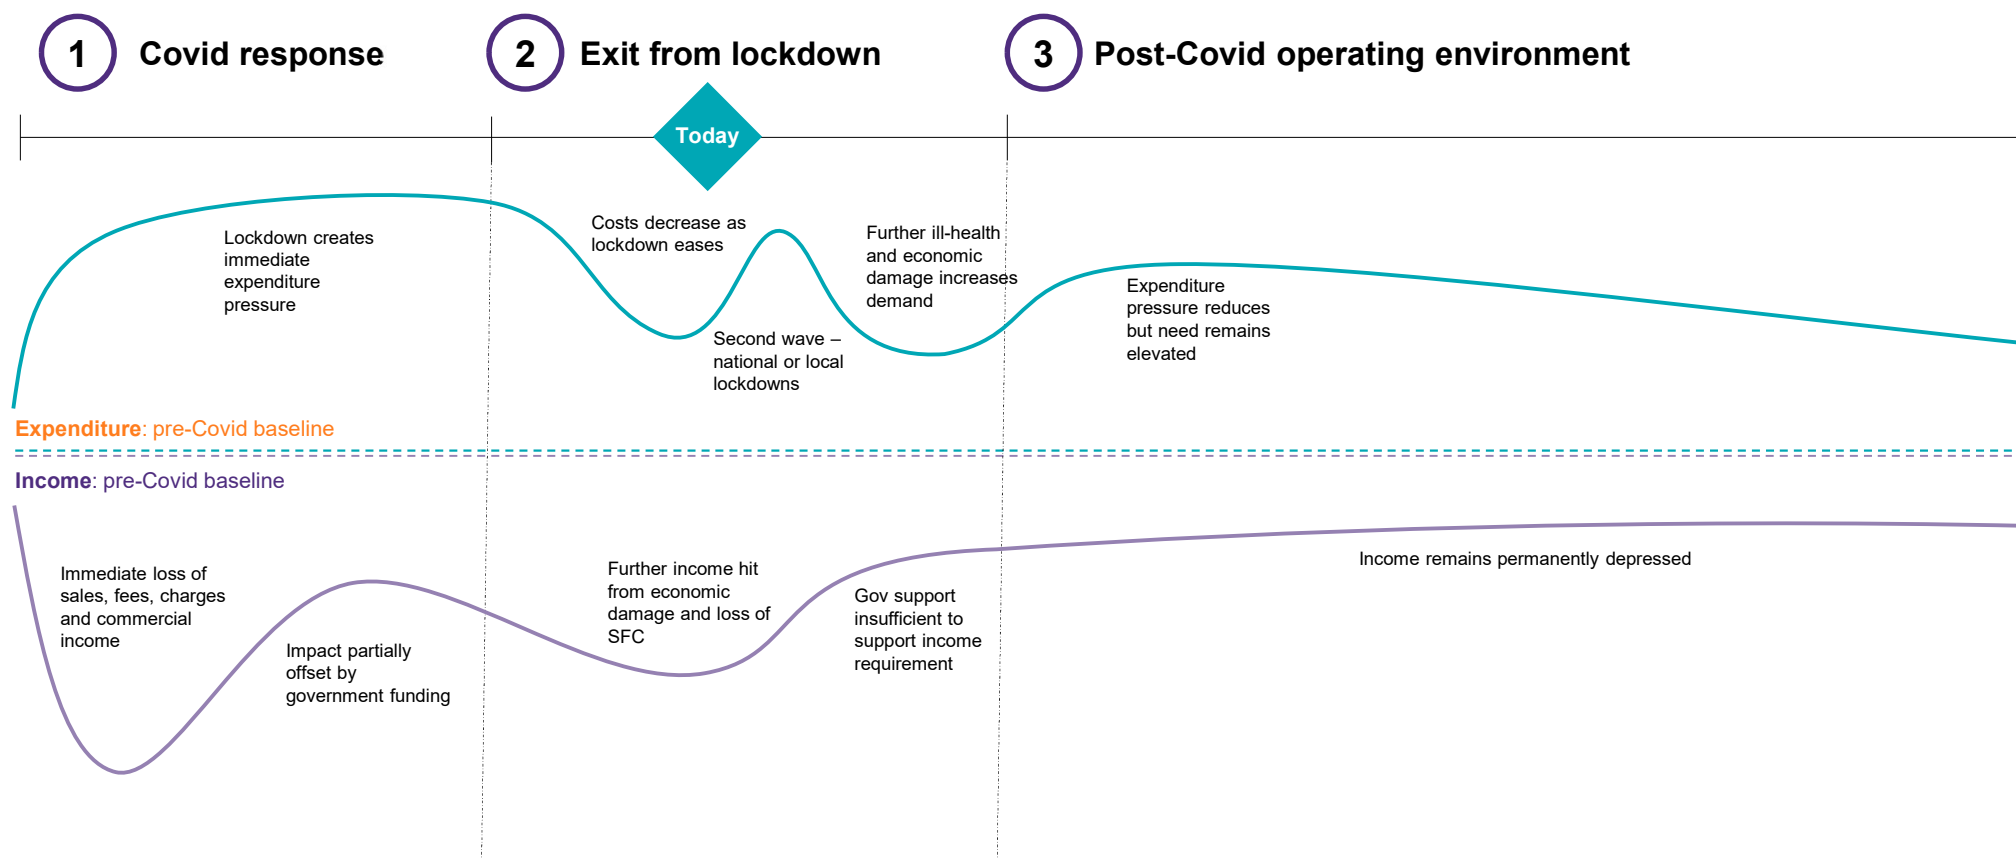 1 Covid response
2 Exit from lockdown
3 Post-Covid operating environment
Today
Lockdown creates
immediate
expenditure
pressure
Costs decrease as
lockdown eases
Second wave –
national or local
lockdowns
Further ill-health
and economic
damage increases
demand
Expenditure
pressure reduces
but need remains
elevated
Expenditure: pre-Covid baseline
Income: pre-Covid baseline
Immediate loss of
sales, fees, charges
and commercial
income
Impact partially
offset by
government funding
Further income hit
from economic
damage and loss of
SFC
Gov support
insufficient to
support income
requirement
Income remains permanently depressed